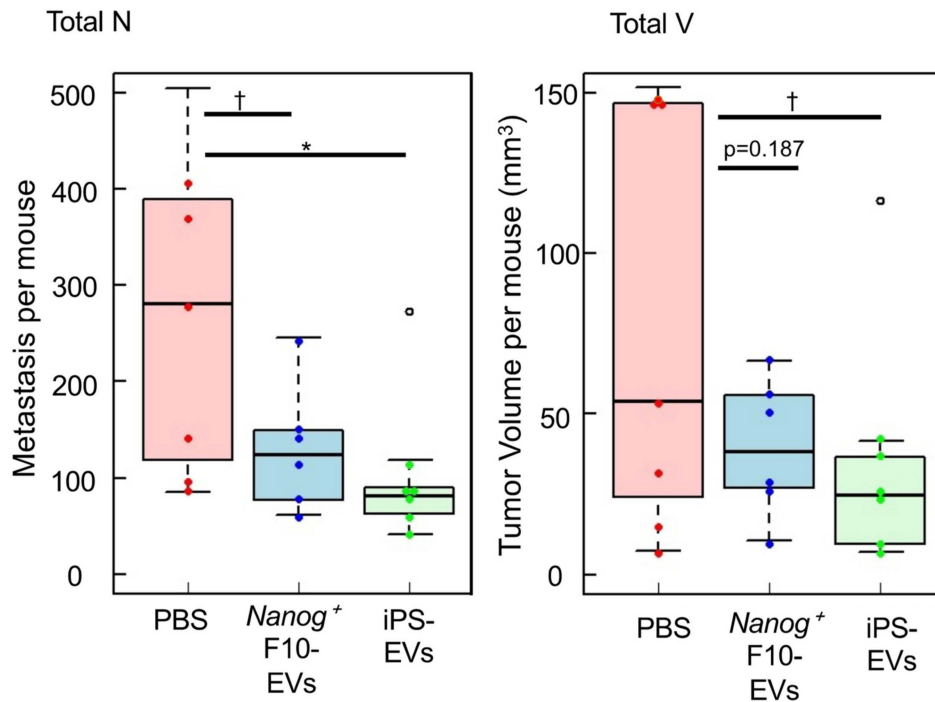 Total N
Metastasis per mouse
500
400
300
200
100
0
†
*
PBS
Nanog⁺
F10-
EVs
iPS-
EVs
Total V
Tumor Volume per mouse (mm³)
150
100
50
0
†
p=0.187
PBS
Nanog⁺
F10-
EVs
iPS-
EVs